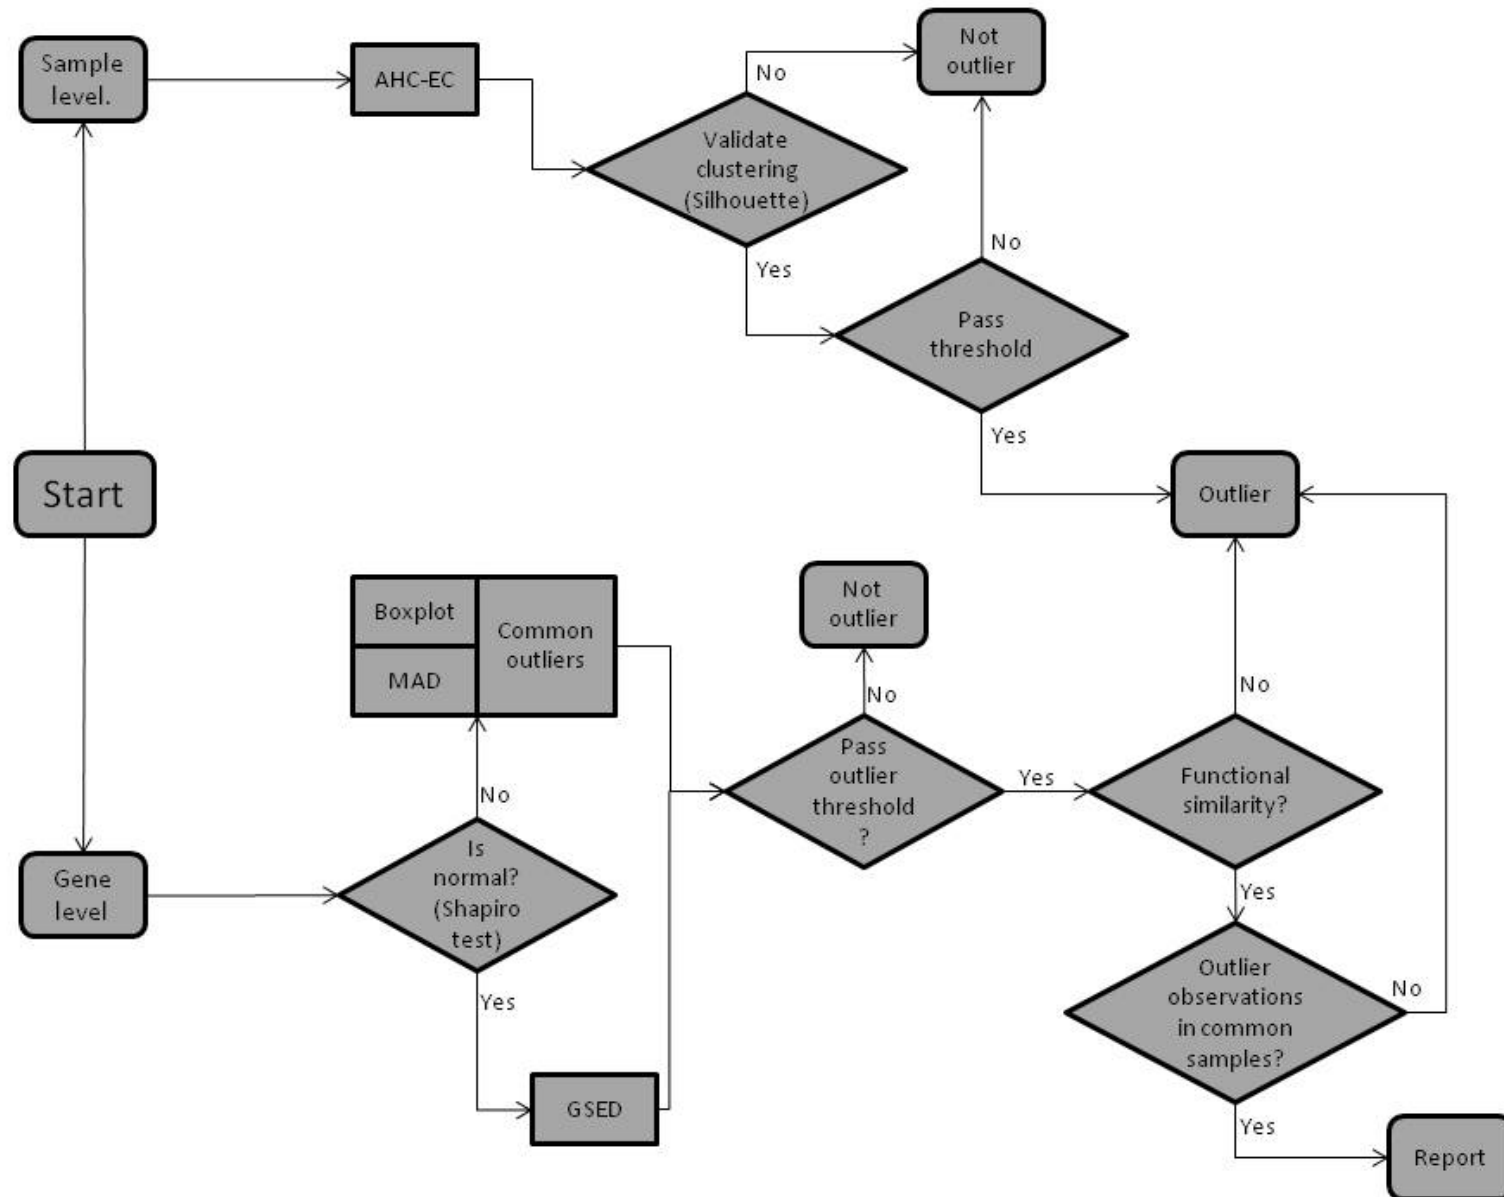 Sample
level.
AHC-EC
No
Not
outlier
Validate
clustering
(Silhouette)
Yes
No
Pass
threshold
Yes
Start
Outlier
Boxplot
MAD
Common
outliers
Not
outlier
No
No
Pass
outlier
threshold
?
Yes
Functional
similarity?
No
Gene
level
Is
normal?
(Shapiro
test)
Yes
Yes
Outlier
observations
in common
samples?
No
GSED
Yes
Report